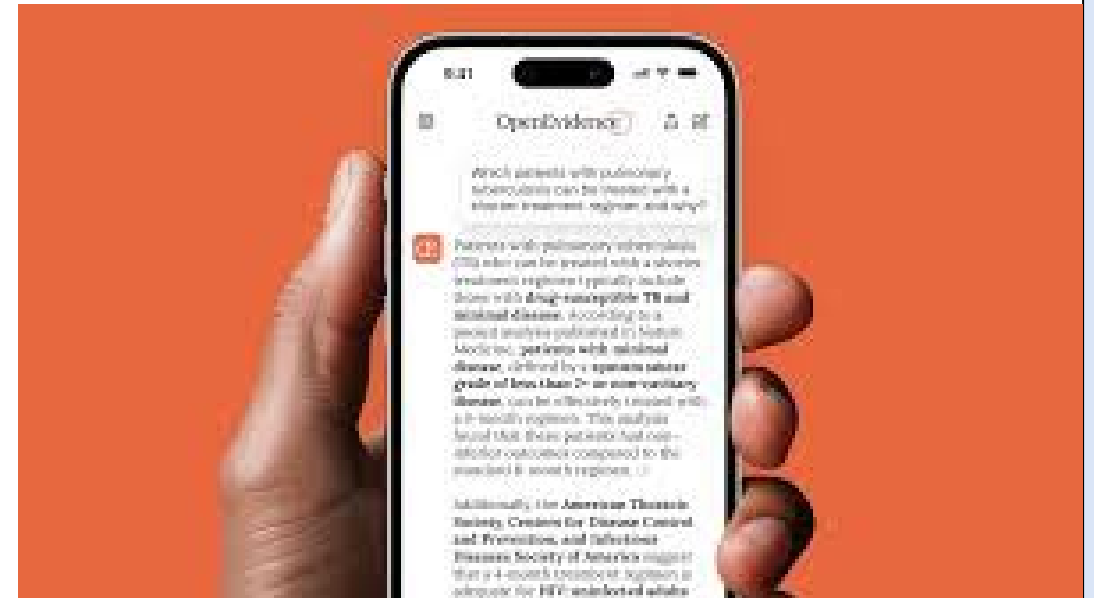 9:41
OpenEvidence
Which patients with pulmonary
tuberculosis can be treated with a
shorter treatment regimen and why?
Patients with pulmonary tuberculosis
(TB) who can be treated with a shorter
treatment regimen typically include
those with drug-susceptible TB and
minimal disease. According to a
pooled analysis published in Nature
Medicine, patients with minimal
disease, defined by a sputum smear
grade of less than 2+ or non-cavitary
disease, can be effectively treated with
a 4-month regimen. This analysis
found that these patients had non-
inferior outcomes compared to the
standard 6-month regimen.
Additionally, the American Thoracic
Society, Centers for Disease Control
and Prevention, and Infectious
Diseases Society of America suggest
that a 4-month treatment regimen is
adequate for HIV-uninfected adults